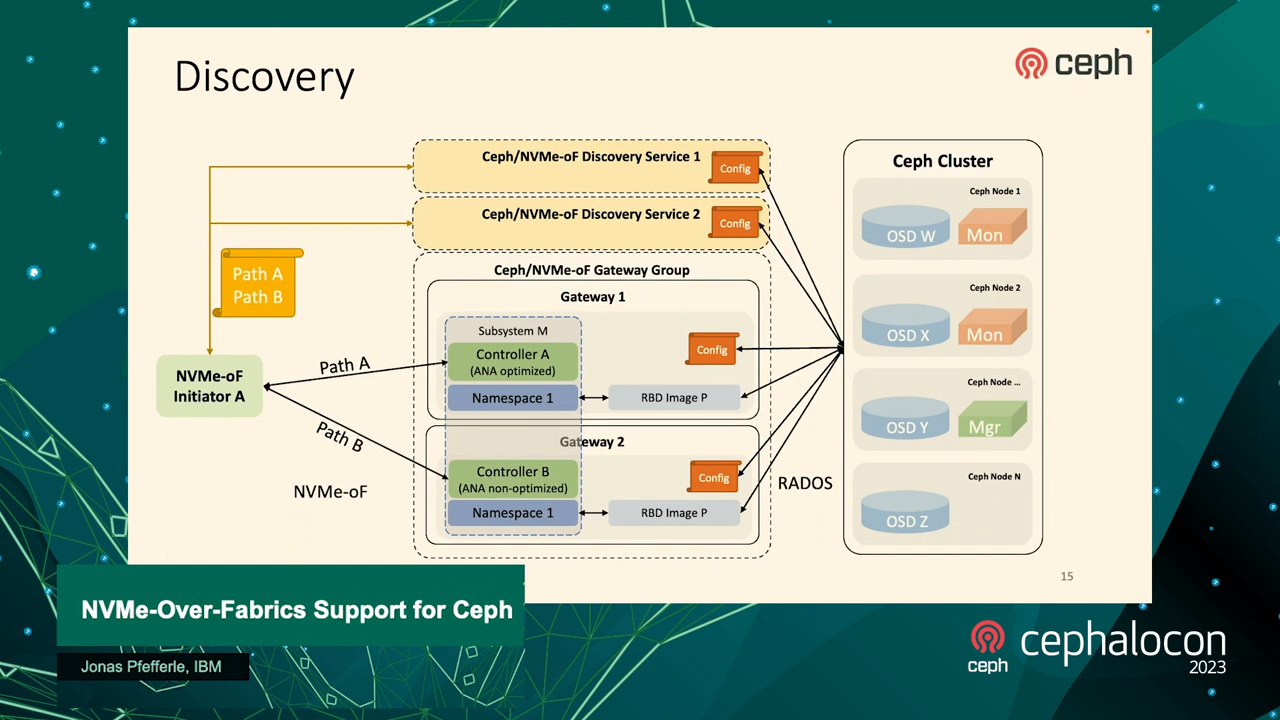 Discovery
ceph
Ceph/NVMe-oF Discovery Service 1
Config
Ceph/NVMe-oF Discovery Service 2
Config
Path A
Path B
Ceph/NVMe-oF Gateway Group
Gateway 1
Subsystem M
Controller A
(ANA optimized)
Config
Namespace 1
RBD Image P
Gateway 2
Controller B
(ANA non-optimized)
Config
Namespace 1
RBD Image P
NVMe-oF
Initiator A
Path A
Path B
NVMe-oF
RADOS
Ceph Cluster
Ceph Node 1
OSD W
Mon
Ceph Node 2
OSD X
Mon
Ceph Node ...
OSD Y
Mgr
Ceph Node N
OSD Z
15
NVMe-Over-Fabrics Support for Ceph
Jonas Pfefferle, IBM
ceph
cephalocon
2023